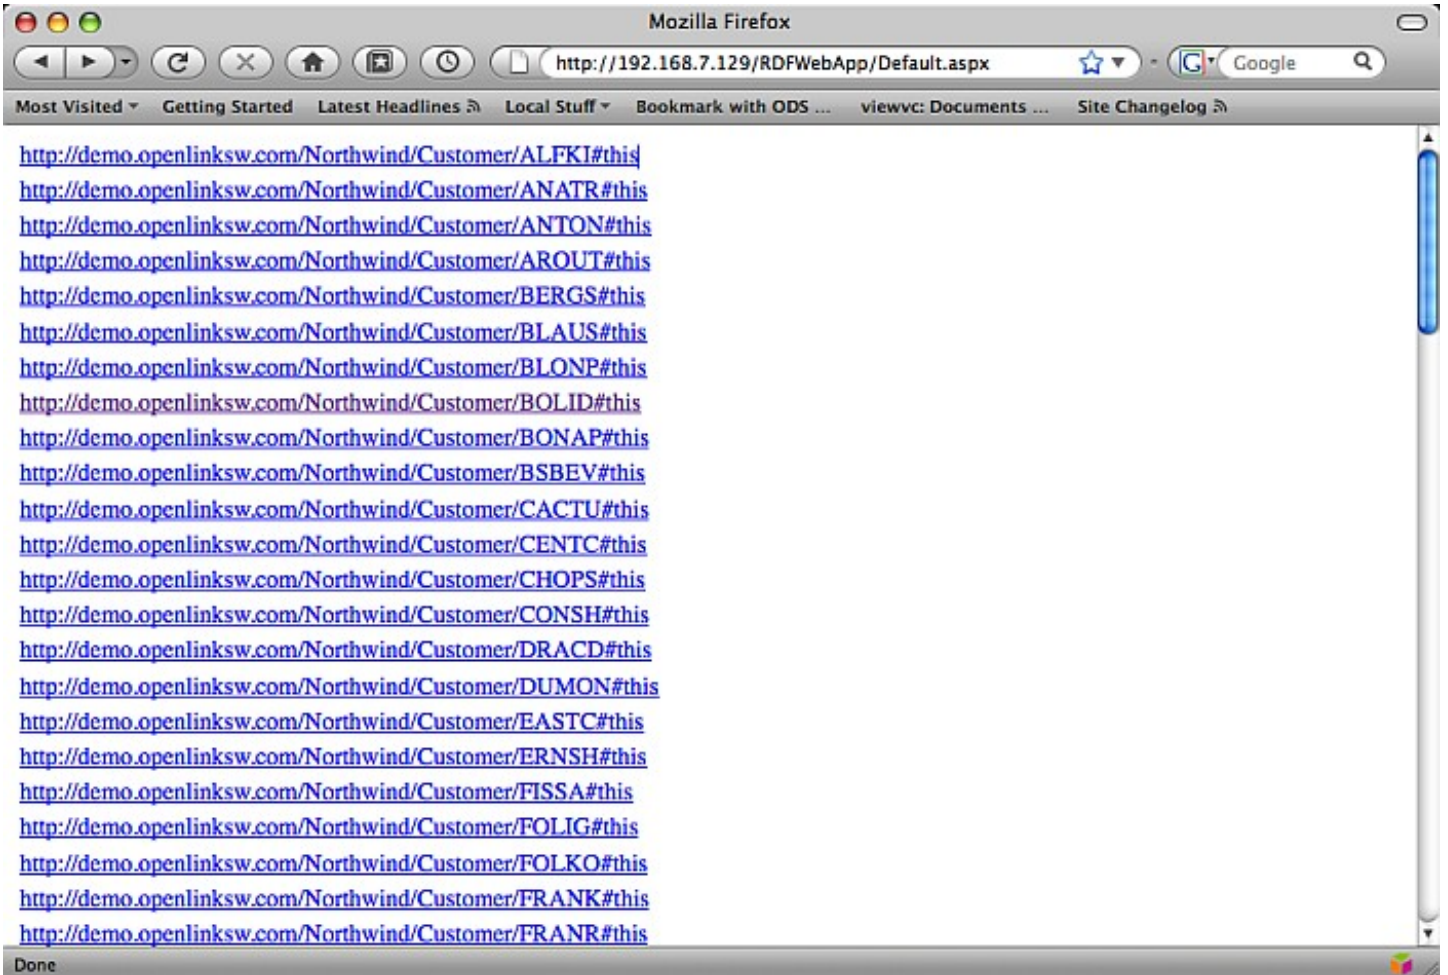 Mozilla Firefox
http://192.168.7.129/RDFWebApp/Default.aspx Google
Most Visited Getting Started Latest Headlines Local Stuff Bookmark with ODS ... viewvc: Documents ... Site Changelog
http://demo.openlinksw.com/Northwind/Customer/ALFKI#this
http://demo.openlinksw.com/Northwind/Customer/ANATR#this
http://demo.openlinksw.com/Northwind/Customer/ANTON#this
http://demo.openlinksw.com/Northwind/Customer/AROUT#this
http://demo.openlinksw.com/Northwind/Customer/BERGS#this
http://demo.openlinksw.com/Northwind/Customer/BLAUS#this
http://demo.openlinksw.com/Northwind/Customer/BLONP#this
http://demo.openlinksw.com/Northwind/Customer/BOLID#this
http://demo.openlinksw.com/Northwind/Customer/BONAP#this
http://demo.openlinksw.com/Northwind/Customer/BSBEV#this
http://demo.openlinksw.com/Northwind/Customer/CACTU#this
http://demo.openlinksw.com/Northwind/Customer/CENTC#this
http://demo.openlinksw.com/Northwind/Customer/CHOPS#this
http://demo.openlinksw.com/Northwind/Customer/CONSH#this
http://demo.openlinksw.com/Northwind/Customer/DRACD#this
http://demo.openlinksw.com/Northwind/Customer/DUMON#this
http://demo.openlinksw.com/Northwind/Customer/EASTC#this
http://demo.openlinksw.com/Northwind/Customer/ERNSH#this
http://demo.openlinksw.com/Northwind/Customer/FISSA#this
http://demo.openlinksw.com/Northwind/Customer/FOLIG#this
http://demo.openlinksw.com/Northwind/Customer/FOLKO#this
http://demo.openlinksw.com/Northwind/Customer/FRANK#this
http://demo.openlinksw.com/Northwind/Customer/FRANR#this
Done